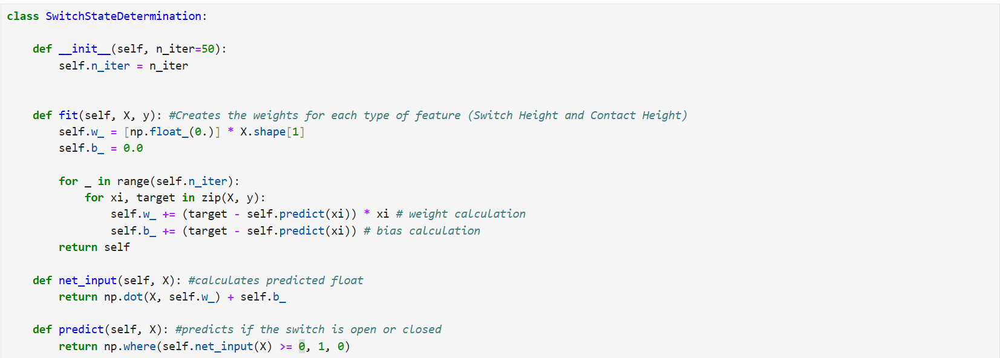 class SwitchStateDetermination:
def __init__(self, n_iter=50):
self.n_iter = n_iter
def fit(self, X, y): #Creates the weights for each type of feature (Switch Height and Contact Height)
self.w_ = [np.float_(0.)] * X.shape[1]
self.b_ = 0.0
for _ in range(self.n_iter):
for xi, target in zip(X, y):
self.w_ += (target - self.predict(xi)) * xi # weight calculation
self.b_ += (target - self.predict(xi)) # bias calculation
return self
def net_input(self, X): #calculates predicted float
return np.dot(X, self.w_) + self.b_
def predict(self, X): #predicts if the switch is open or closed
return np.where(self.net_input(X) >= 0, 1, 0)